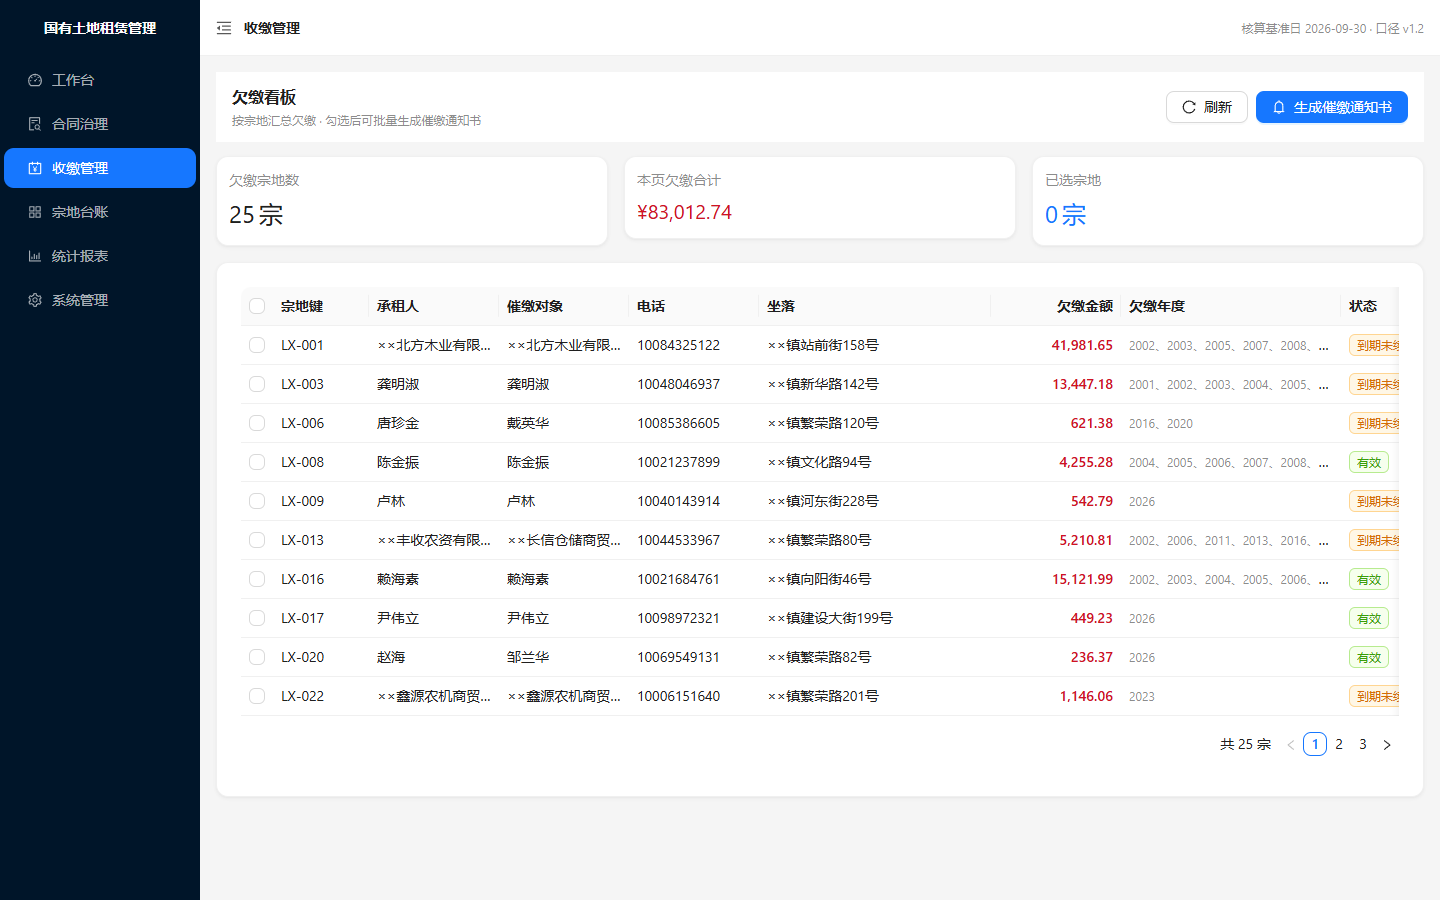 国有土地租赁管理
工作台
合同治理
收缴管理
宗地台账
统计报表
系统管理
收缴管理
核算基准日 2026-09-30 · 口径 v1.2
欠缴看板
按宗地汇总欠缴 · 勾选后可批量生成催缴通知书
刷新
生成催缴通知书
欠缴宗地数
25 宗
本页欠缴合计
¥83,012.74
已选宗地
0 宗
宗地键 承租人 催缴对象 电话 坐落 欠缴金额 欠缴年度 状态
LX-001 ××北方木业有限... ××北方木业有限... 10084325122 ××镇站前街158号 41,981.65 2002、2003、2005、2007、2008、... 到期未
LX-003 龚明淑 龚明淑 10048046937 ××镇新华路142号 13,447.18 2001、2002、2003、2004、2005、... 到期未
LX-006 唐珍金 戴英华 10085386605 ××镇繁荣路120号 621.38 2016、2020 到期未
LX-008 陈金振 陈金振 10021237899 ××镇文化路94号 4,255.28 2004、2005、2006、2007、2008、... 有效
LX-009 卢林 卢林 10040143914 ××镇河东街228号 542.79 2026 到期未
LX-013 ××丰收农资有限... ××长信仓储商贸... 10044533967 ××镇繁荣路80号 5,210.81 2002、2006、2011、2013、2016、... 到期未
LX-016 赖海素 赖海素 10021684761 ××镇向阳街46号 15,121.99 2002、2003、2004、2005、2006、... 有效
LX-017 尹伟立 尹伟立 10098972321 ××镇建设大街199号 449.23 2026 有效
LX-020 赵海 邹兰华 10069549131 ××镇繁荣路82号 236.37 2026 有效
LX-022 ××鑫源农机商贸... ××鑫源农机商贸... 10006151640 ××镇繁荣路201号 1,146.06 2023 到期未
共 25 宗 < 1 2 3 >